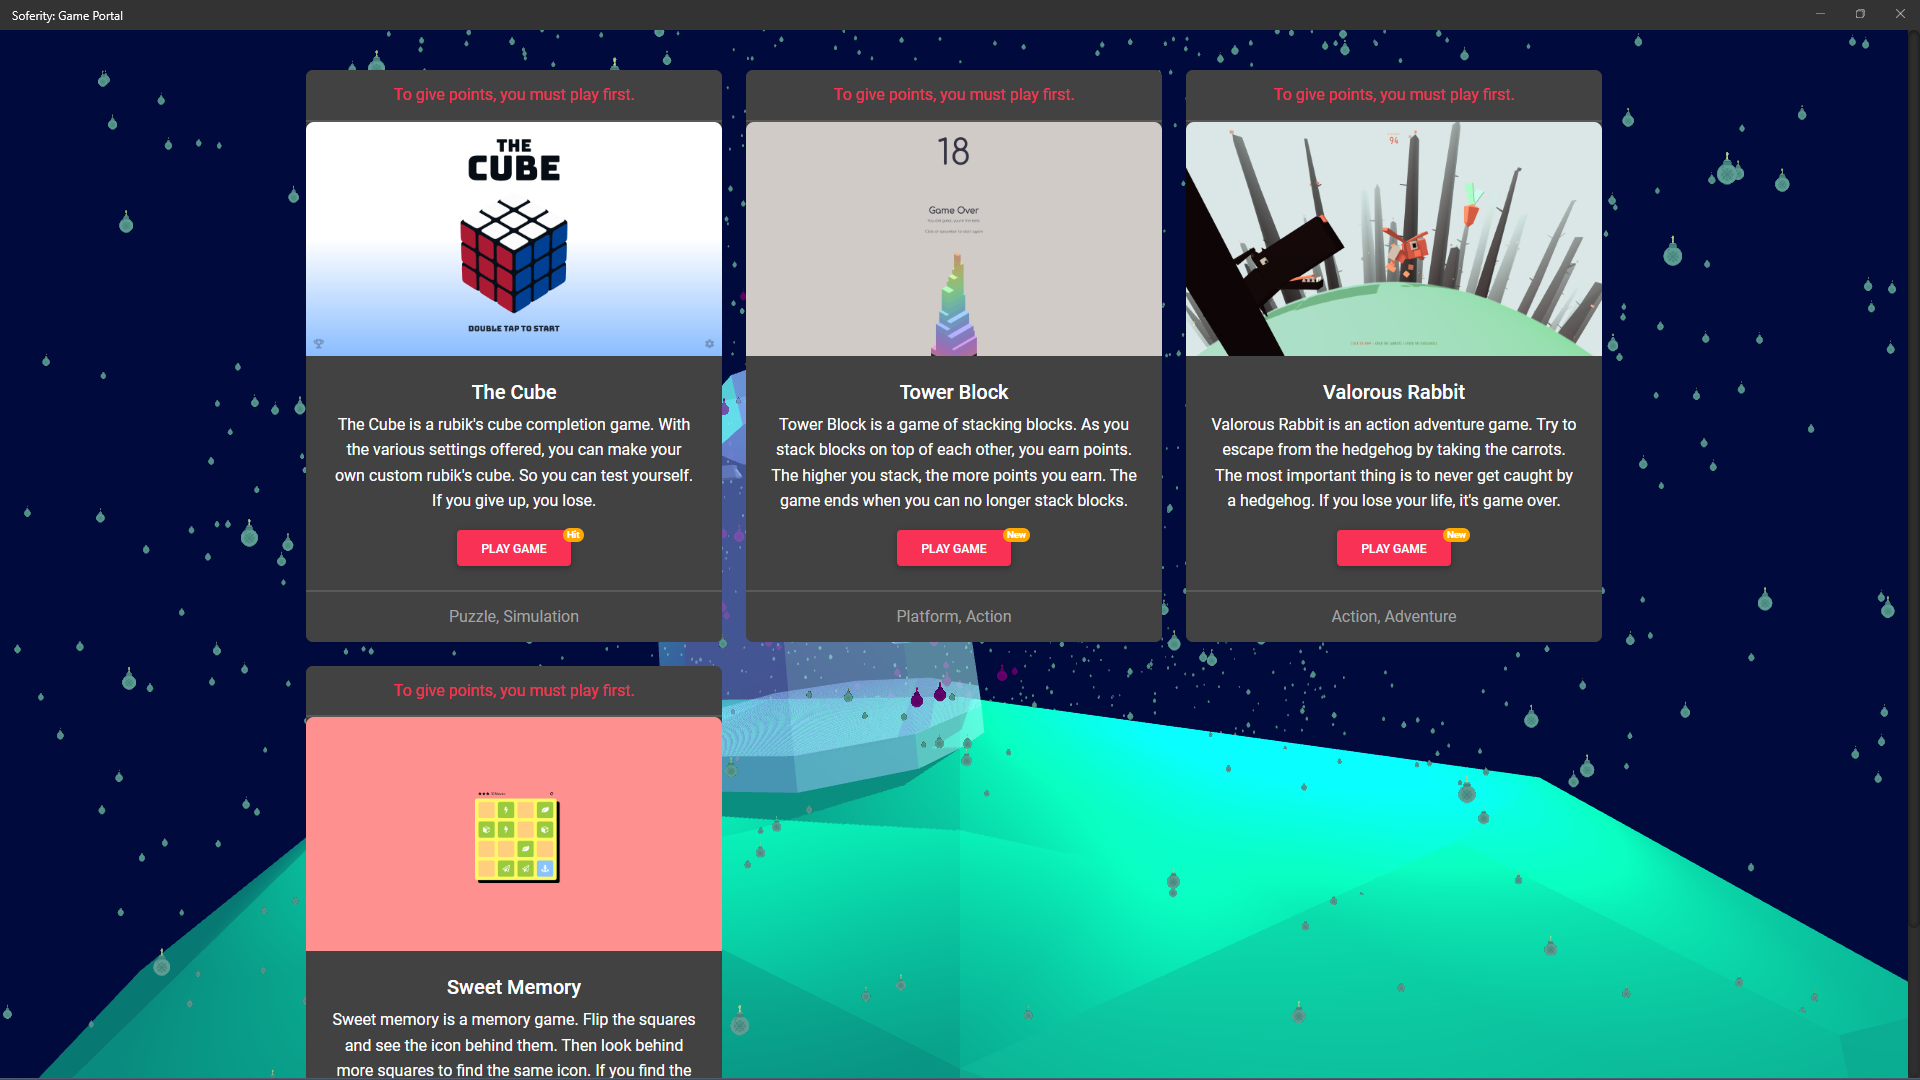 Soferity: Game Portal
To give points, you must play first.
THE
CUBE
DOUBLE TAP TO START
The Cube
The Cube is a rubik's cube completion game. With
the various settings offered, you can make your
own custom rubik's cube. So you can test yourself.
If you give up, you lose.
PLAY GAME
Hit
Puzzle, Simulation
To give points, you must play first.
18
Game Over
Tower Block
Tower Block is a game of stacking blocks. As you
stack blocks on top of each other, you earn points.
The higher you stack, the more points you earn. The
game ends when you can no longer stack blocks.
PLAY GAME
New
Platform, Action
To give points, you must play first.
94
Valorous Rabbit
Valorous Rabbit is an action adventure game. Try to
escape from the hedgehog by taking the carrots.
The most important thing is to never get caught by
a hedgehog. If you lose your life, it's game over.
PLAY GAME
New
Action, Adventure
To give points, you must play first.
Sweet Memory
Sweet memory is a memory game. Flip the squares
and see the icon behind them. Then look behind
more squares to find the same icon. If you find the